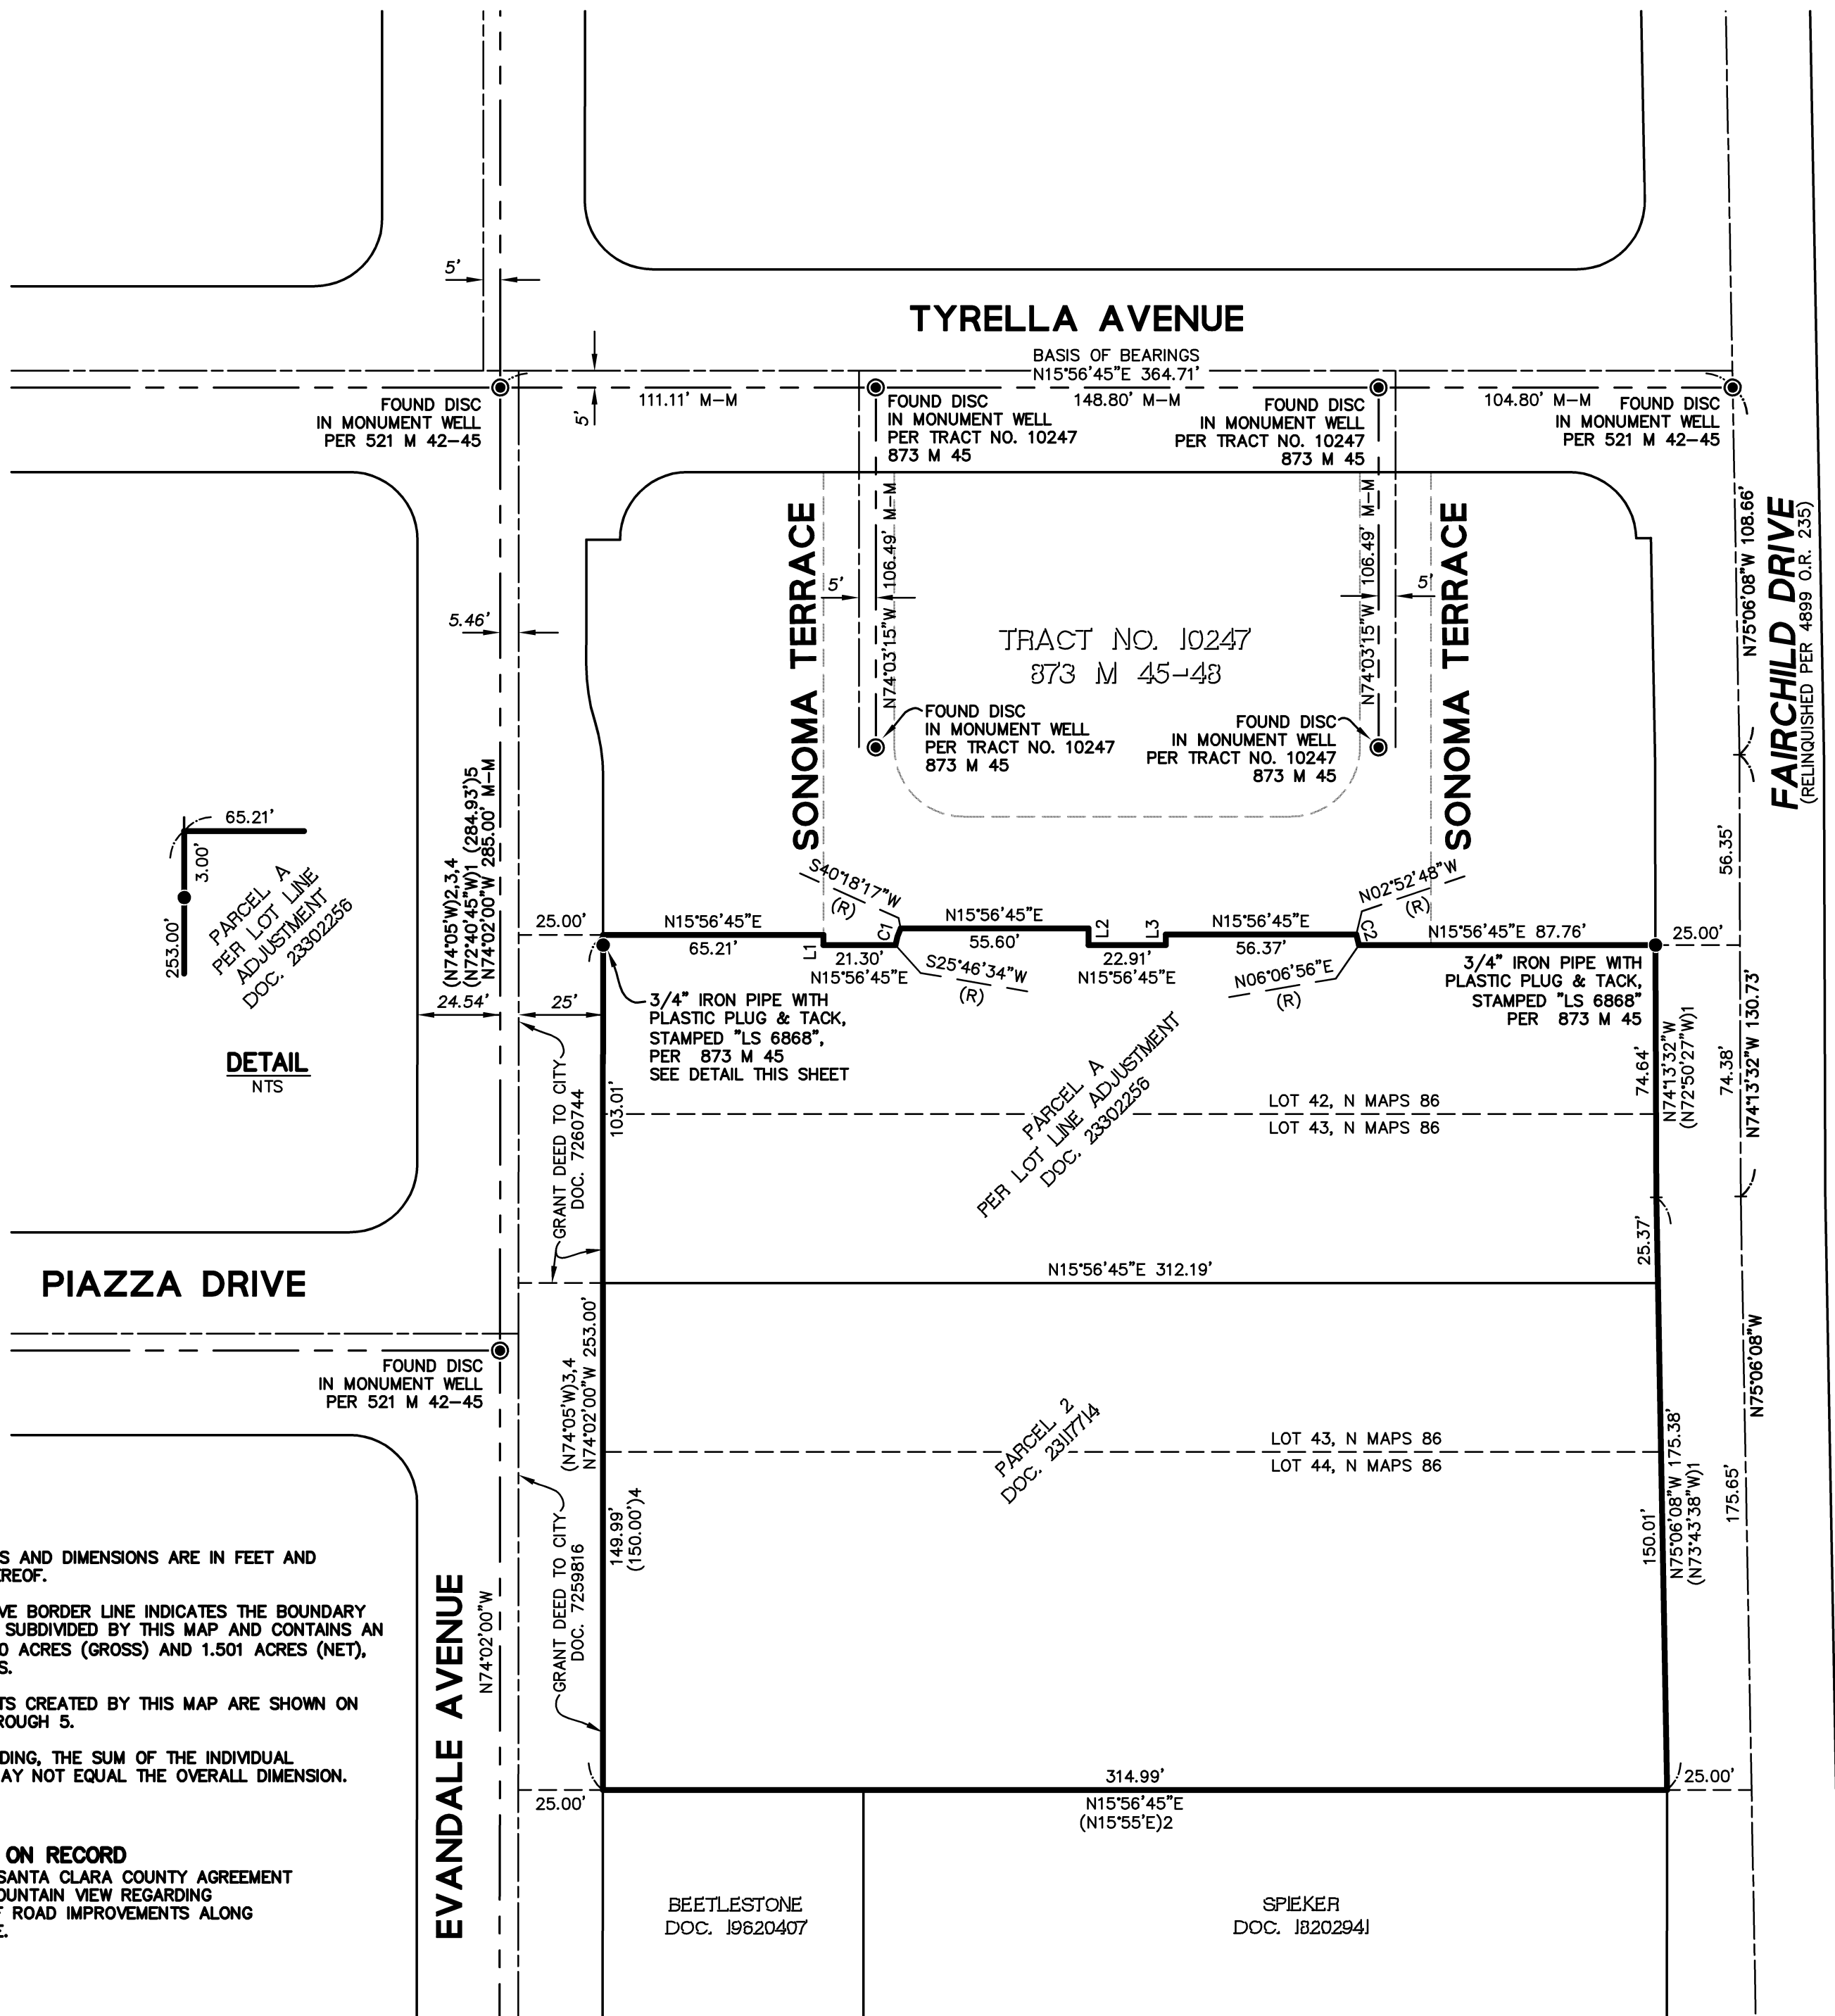 5'
TYRELLA AVENUE
BASIS OF BEARINGS
N15°56'45"E 364.71'
111.11' M-M
148.80' M-M
104.80' M-M
5'
FOUND DISC
IN MONUMENT WELL
PER 521 M 42-45
FOUND DISC
IN MONUMENT WELL
PER TRACT NO. 10247
873 M 45
FOUND DISC
IN MONUMENT WELL
PER TRACT NO. 10247
873 M 45
FOUND DISC
IN MONUMENT WELL
PER 521 M 42-45
SONOMA TERRACE
N74°03'15"W 106.49' M-M
5'
TRACT NO. 10247
873 M 45-48
N74°03'15"W 106.49' M-M
5'
SONOMA TERRACE
N75°06'08"W 108.66'
FAIRCHILD DRIVE
(RELINQUISHED PER 4899 O.R. 235)
5.46'
FOUND DISC
IN MONUMENT WELL
PER TRACT NO. 10247
873 M 45
FOUND DISC
IN MONUMENT WELL
PER TRACT NO. 10247
873 M 45
65.21'
3.00'
253.00'
PARCEL A
PER LOT LINE
ADJUSTMENT
DOC. 23302256
DETAIL
NTS
(N74°05'W)2,3,4
(N72°40'45"W)1 (284.93')5
N74°02'00"W 285.00' M-M
24.54'
25'
25.00'
N15°56'45"E
65.21'
L1
21.30'
N15°56'45"E
C1
S40°18'17"W
(R)
N15°56'45"E
55.60'
S25°46'34"W
(R)
L2
22.91'
N15°56'45"E
L3
N15°56'45"E
56.37'
N06°06'56"E
(R)
N02°52'48"W
(R)
C2
N15°56'45"E 87.76'
25.00'
56.35'
3/4" IRON PIPE WITH
PLASTIC PLUG & TACK,
STAMPED "LS 6868",
PER 873 M 45
SEE DETAIL THIS SHEET
3/4" IRON PIPE WITH
PLASTIC PLUG & TACK,
STAMPED "LS 6868"
PER 873 M 45
GRANT DEED TO CITY
DOC. 7260744
103.01'
PARCEL A
PER LOT LINE ADJUSTMENT
DOC. 23302256
LOT 42, N MAPS 86
LOT 43, N MAPS 86
74.64'
N74°13'32"W
(N72°50'27"W)1
74.38'
N74°13'32"W 130.73'
25.37'
PIAZZA DRIVE
N15°56'45"E 312.19'
FOUND DISC
IN MONUMENT WELL
PER 521 M 42-45
(N74°05'W)3,4
N74°02'00"W 253.00'
PARCEL 2
DOC. 23117714
LOT 43, N MAPS 86
LOT 44, N MAPS 86
N75°06'08"W
175.65'
GRANT DEED TO CITY
DOC. 7259816
149.99'
(150.00')4
150.01'
N75°06'08"W 175.38'
(N73°43'38"W)1
S AND DIMENSIONS ARE IN FEET AND
EREOF.
VE BORDER LINE INDICATES THE BOUNDARY
SUBDIVIDED BY THIS MAP AND CONTAINS AN
0 ACRES (GROSS) AND 1.501 ACRES (NET),
S.
TS CREATED BY THIS MAP ARE SHOWN ON
ROUGH 5.
DING, THE SUM OF THE INDIVIDUAL
AY NOT EQUAL THE OVERALL DIMENSION.
EVANDALE AVENUE
N74°02'00"W
25.00'
314.99'
N15°56'45"E
(N15°55'E)2
25.00'
ON RECORD
SANTA CLARA COUNTY AGREEMENT
OUNTAIN VIEW REGARDING
F ROAD IMPROVEMENTS ALONG
E.
BEETLESTONE
DOC. 19620407
SPIEKER
DOC. 18202941